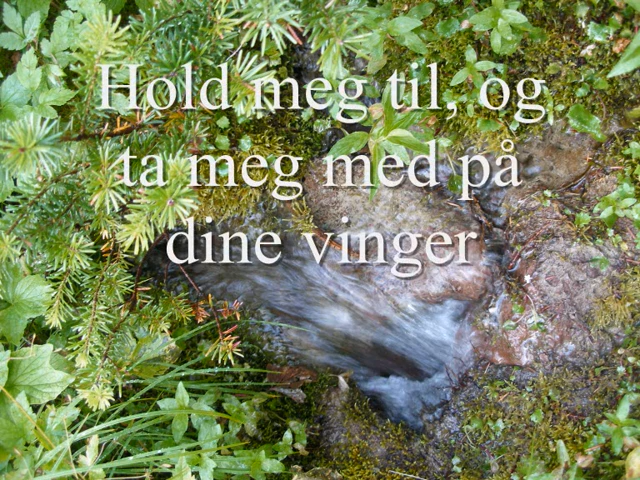 Hold meg til, og
ta meg med på
dine vinger